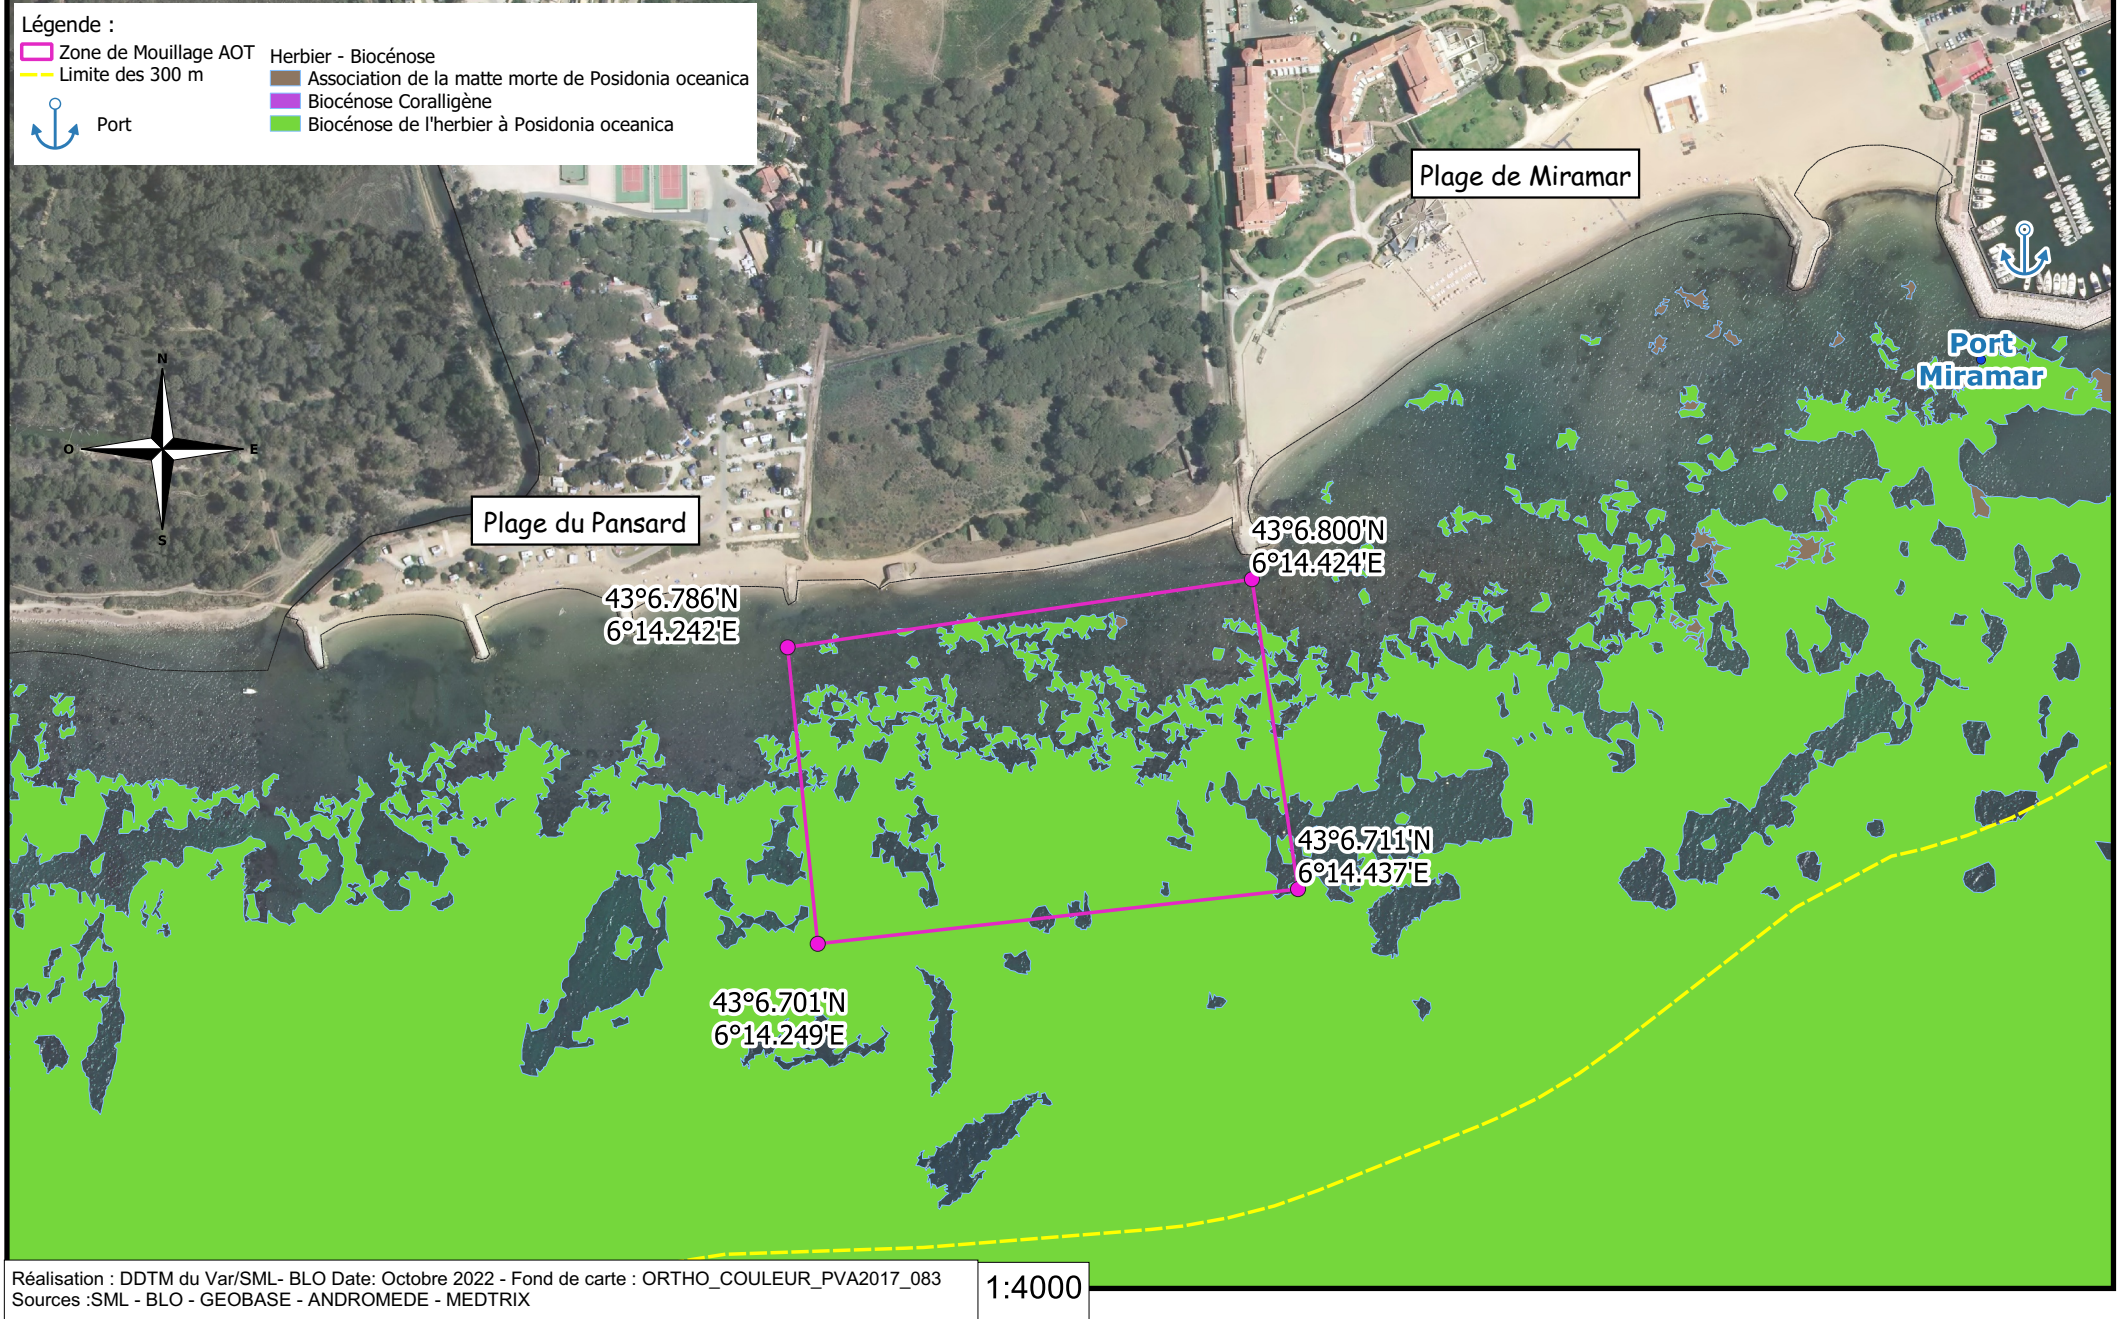 Légende :
Zone de Mouillage AOT
Limite des 300 m
Port
Herbier - Biocénose
Association de la matte morte de Posidonia oceanica
Biocénose Coralligène
Biocénose de l'herbier à Posidonia oceanica
Plage de Miramar
Port
Miramar
N
O
E
S
Plage du Pansard
43°6.800'N
6°14.424'E
43°6.786'N
6°14.242'E
43°6.711'N
6°14.437'E
43°6.701'N
6°14.249'E
Réalisation : DDTM du Var/SML- BLO Date: Octobre 2022 - Fond de carte : ORTHO_COULEUR_PVA2017_083
Sources :SML - BLO - GEOBASE - ANDROMEDE - MEDTRIX
1:4000